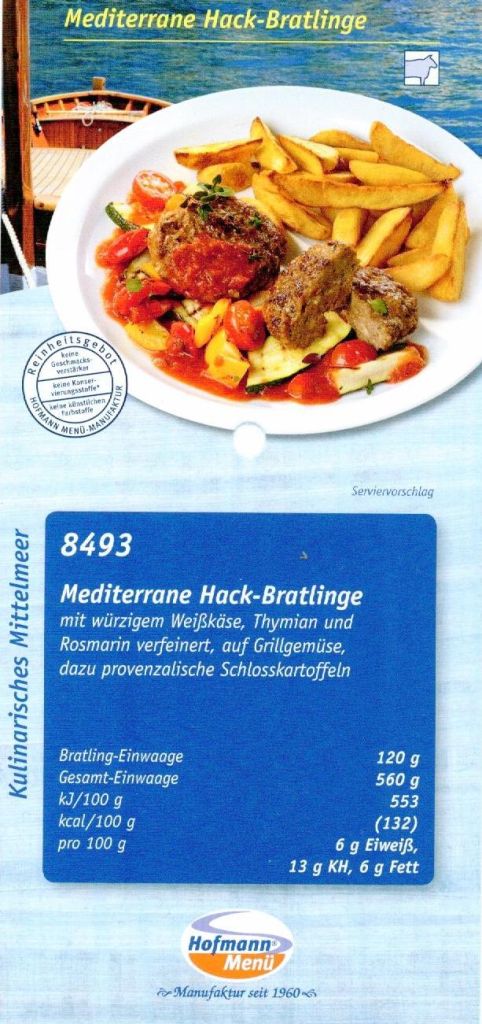 Mediterrane Hack-Bratlinge
Reinheitsgebot
keine
Geschmacks-
verstärker
keine Konser-
vierungsstoffe*
keine künstlichen
Farbstoffe
HOFMANN MENÜ-MANUFAKTUR
Serviervorschlag
Kulinarisches Mittelmeer
8493
Mediterrane Hack-Bratlinge
mit würzigem Weißkäse, Thymian und
Rosmarin verfeinert, auf Grillgemüse,
dazu provenzalische Schlosskartoffeln
Bratling-Einwaage 120 g
Gesamt-Einwaage 560 g
kJ/100 g 553
kcal/100 g (132)
pro 100 g 6 g Eiweiß,
13 g KH, 6 g Fett
Hofmann®
Menü
Manufaktur seit 1960